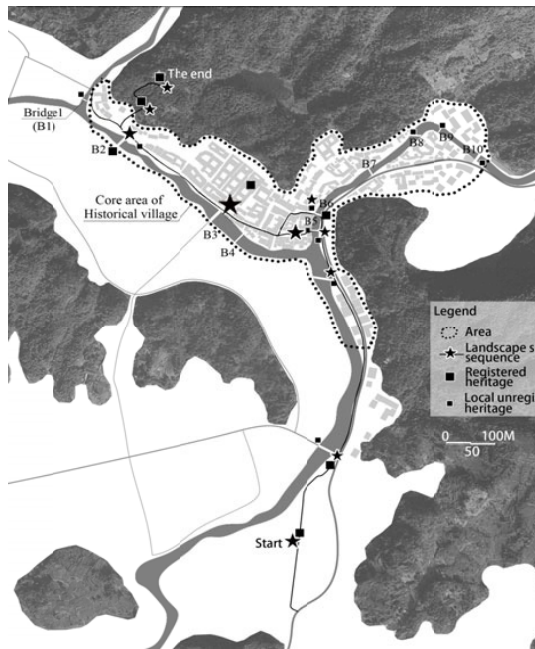 The end
Bridge1
(B1)
B2
B8
B9
B7
B10
Core area of
Historical village
B6
B5
B3
B4
Legend
Area
Landscape s
sequence
Registered
heritage
Local unregi
heritage
0 100M
50
Start